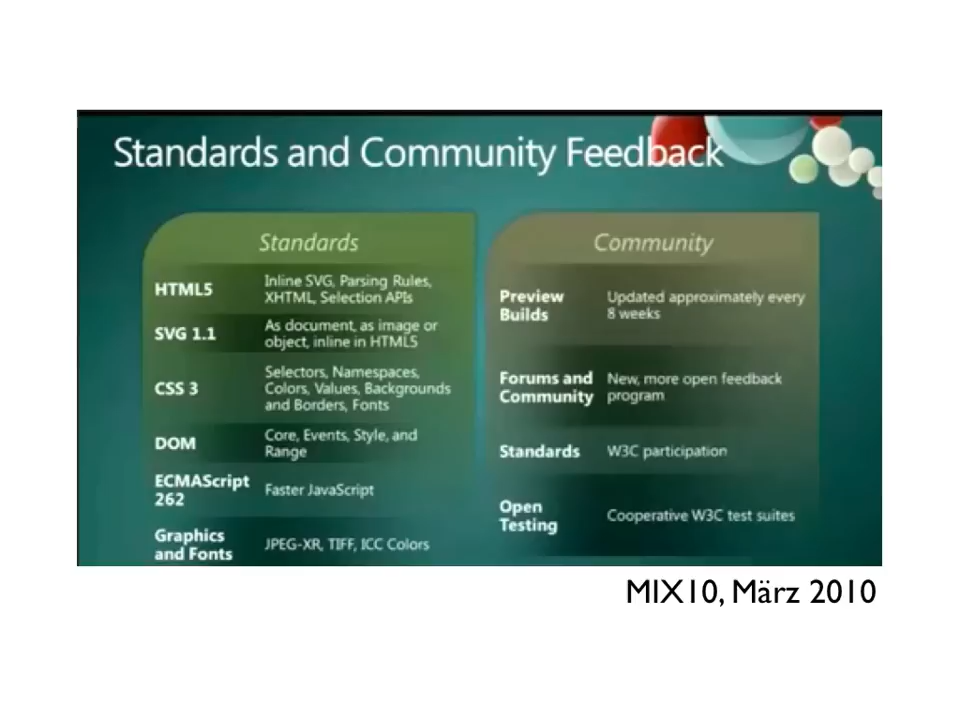 Standards and Community Feedback
Standards
HTML5
Inline SVG, Parsing Rules,
XHTML, Selection APIs
SVG 1.1
As document, as image or
object, inline in HTML5
CSS 3
Selectors, Namespaces,
Colors, Values, Backgrounds
and Borders, Fonts
DOM
Core, Events, Style, and
Range
ECMAScript
262
Faster JavaScript
Graphics
and Fonts
JPEG-XR, TIFF, ICC Colors
Community
Preview
Builds
Updated approximately every
8 weeks
Forums and
Community
New, more open feedback
program
Standards
W3C participation
Open
Testing
Cooperative W3C test suites
MIX10, März 2010